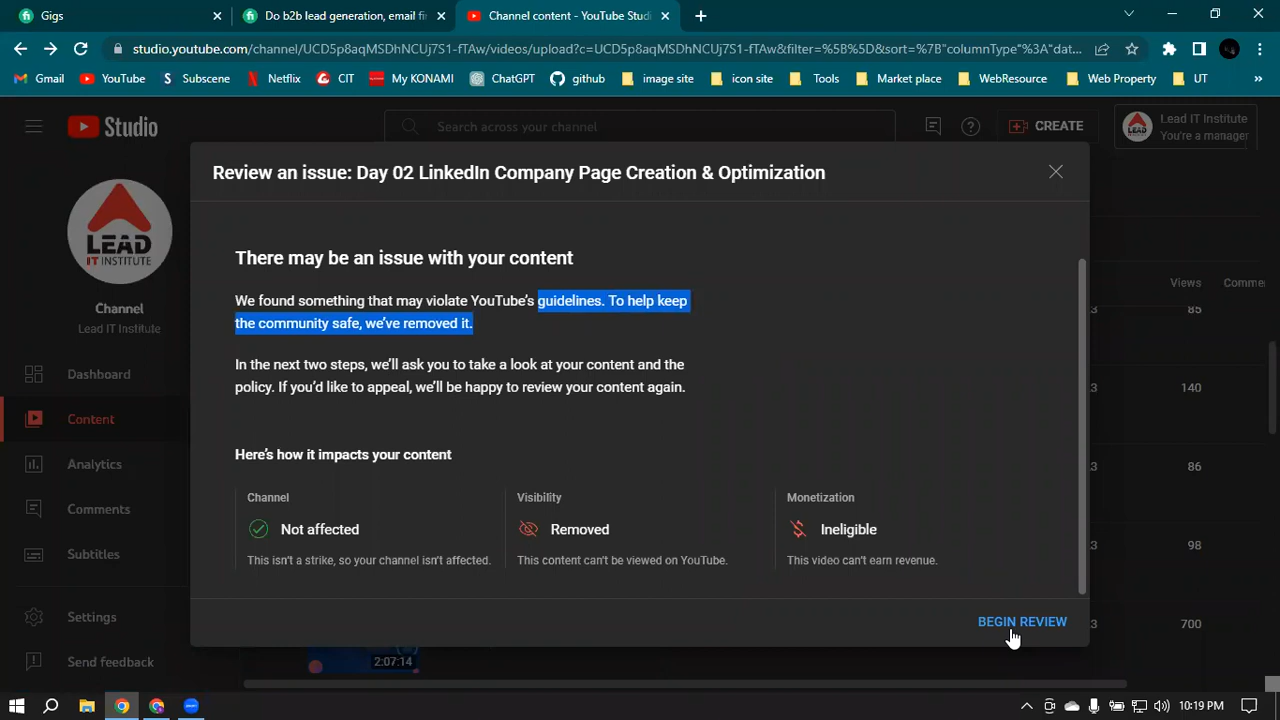 Gigs
Do b2b lead generation, email fi
Channel content - YouTube Studi
studio.youtube.com/channel/UCD5p8aqMSDhNCUj7S1-fTAw/videos/upload?c=UCD5p8aqMSDhNCUj7S1-fTAw&filter=%5B%5D&sort=%7B"columnType"%3A"dat...
Gmail YouTube Subscene Netflix CIT My KONAMI ChatGPT github image site icon site Tools Market place WebResource Web Property UT »
Studio
Search across your channel
CREATE
Lead IT Institute
You're a manager
Review an issue: Day 02 LinkedIn Company Page Creation & Optimization
LEAD
IT INSTITUTE
Channel
Lead IT Institute
Dashboard
Content
Analytics
Comments
Subtitles
Settings
Send feedback
There may be an issue with your content
We found something that may violate YouTube's guidelines. To help keep
the community safe, we've removed it.
In the next two steps, we'll ask you to take a look at your content and the
policy. If you'd like to appeal, we'll be happy to review your content again.
Here's how it impacts your content
Channel
Not affected
This isn't a strike, so your channel isn't affected.
Visibility
Removed
This content can't be viewed on YouTube.
Monetization
Ineligible
This video can't earn revenue.
BEGIN REVIEW
Views Comme
3 85
3 140
3 86
3 98
3 700
2:07:14
10:19 PM